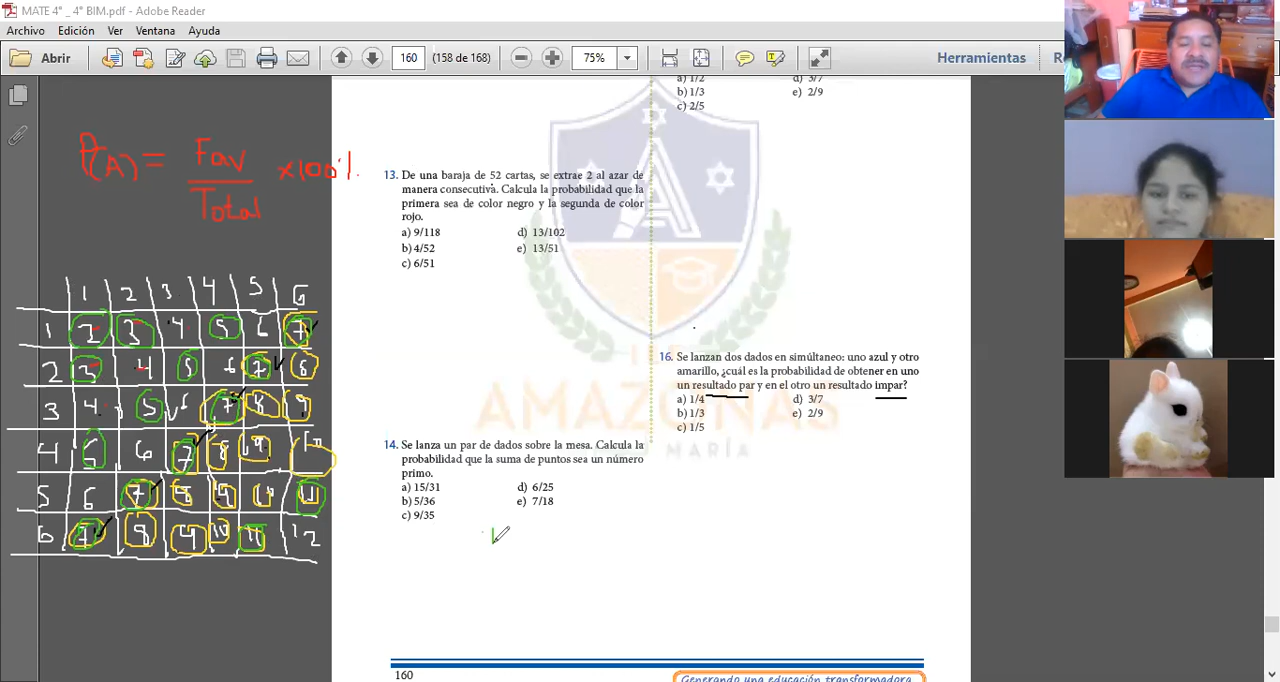 MATE 4° _ 4° BIM.pdf - Adobe Reader
Archivo Edición Ver Ventana Ayuda
Abrir 160 (158 de 168) 75% Herramientas
P(A) = Fav / Total x100%
1 2 3 4 5 6
1 2 3 4 5 6 7
2 3 4 5 6 7 8
3 4 5 6 7 8 9
4 5 6 7 8 9
5 6 7 8 9 10 11
6 7 8 9 10 11 12
13. De una baraja de 52 cartas, se extrae 2 al azar de
manera consecutiva. Calcula la probabilidad que la
primera sea de color negro y la segunda de color
rojo.
a) 9/118 d) 13/102
b) 4/52 e) 13/51
c) 6/51
14. Se lanza un par de dados sobre la mesa. Calcula la
probabilidad que la suma de puntos sea un número
primo.
a) 15/31 d) 6/25
b) 5/36 e) 7/18
c) 9/35
a) 1/2 d) 3/7
b) 1/3 e) 2/9
c) 2/5
16. Se lanzan dos dados en simúltaneo: uno azul y otro
amarillo, ¿cuál es la probabilidad de obtener en uno
un resultado par y en el otro un resultado impar?
a) 1/4 d) 3/7
b) 1/3 e) 2/9
c) 1/5
AMAZONAS
160
Generando una educación transformadora